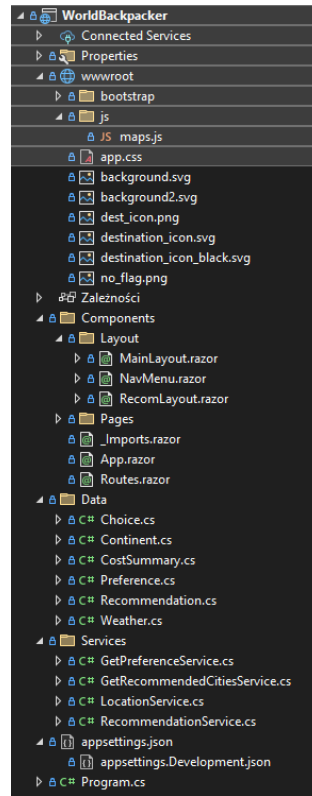 WorldBackpacker
Connected Services
Properties
wwwroot
bootstrap
js
JS maps.js
app.css
background.svg
background2.svg
dest_icon.png
destination_icon.svg
destination_icon_black.svg
no_flag.png
Zależności
Components
Layout
MainLayout.razor
NavMenu.razor
RecomLayout.razor
Pages
_Imports.razor
App.razor
Routes.razor
Data
C# Choice.cs
C# Continent.cs
C# CostSummary.cs
C# Preference.cs
C# Recommendation.cs
C# Weather.cs
Services
C# GetPreferenceService.cs
C# GetRecommendedCitiesService.cs
C# LocationService.cs
C# RecommendationService.cs
appsettings.json
appsettings.Development.json
C# Program.cs